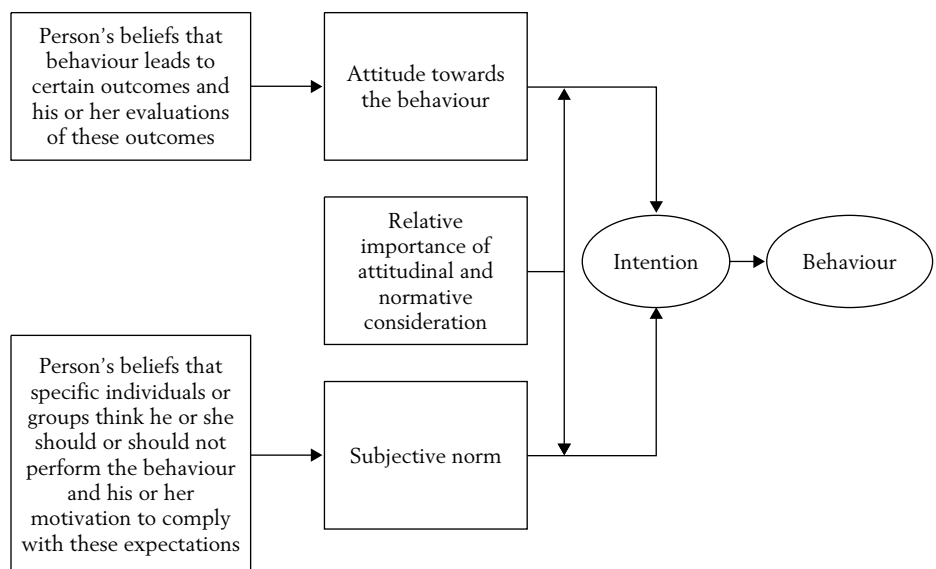 Person's beliefs that
behaviour leads to
certain outcomes and
his or her evaluations
of these outcomes
Attitude towards
the behaviour
Relative
importance of
attitudinal and
normative
consideration
Intention
Behaviour
Person's beliefs that
specific individuals or
groups think he or she
should or should not
perform the behaviour
and his or her
motivation to comply
with these expectations
Subjective norm